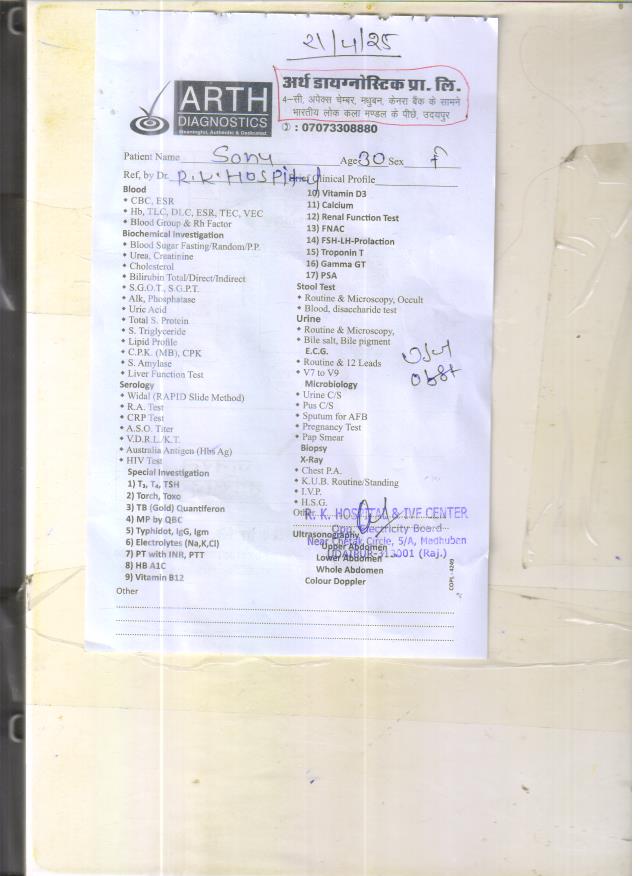 21/4/25
ARTH
DIAGNOSTICS
Meaningful, Authentic & Dedicated.
अर्थ डायग्नोस्टिक प्रा. लि.
4-सी, अपेक्स चेम्बर, मधुबन, केनरा बैंक के सामने
भारतीय लोक कला मण्डल के पीछे, उदयपुर
✆ : 07073308880
Patient Name Sony Age 30 Sex F
Ref, by Dr. R.K. HOSPital Clinical Profile
Blood
• CBC, ESR
• Hb, TLC, DLC, ESR, TEC, VEC
• Blood Group & Rh Factor
Biochemical Investigation
• Blood Sugar Fasting/Random/P.P.
• Urea, Creatinine
• Cholesterol
• Bilirubin Total/Direct/Indirect
• S.G.O.T., S.G.P.T.
• Alk, Phosphatase
• Uric Acid
• Total S. Protein
• S. Triglyceride
• Lipid Profile
• C.P.K. (MB), CPK
• S. Amylase
• Liver Function Test
Serology
• Widal (RAPID Slide Method)
• R.A. Test
• CRP Test
• A.S.O. Titer
• V.D.R.L./K.T.
• Australia Antigen (Hbs Ag)
• HIV Test
Special Investigation
1) T₃, T₄, TSH
2) Torch, Toxo
3) TB (Gold) Quantiferon
4) MP by QBC
5) Typhidot, IgG, Igm
6) Electrolytes (Na,K,Cl)
7) PT with INR, PTT
8) HB A1C
9) Vitamin B12
10) Vitamin D3
11) Calcium
12) Renal Function Test
13) FNAC
14) FSH-LH-Prolaction
15) Troponin T
16) Gamma GT
17) PSA
Stool Test
• Routine & Microscopy, Occult
• Blood, disaccharide test
Urine
• Routine & Microscopy,
• Bile salt, Bile pigment
E.C.G.
• Routine & 12 Leads
• V7 to V9
Microbiology
• Urine C/S
• Pus C/S
• Sputum for AFB
• Pregnancy Test
• Pap Smear
Biopsy
X-Ray
• Chest P.A.
• K.U.B. Routine/Standing
• I.V.P.
• H.S.G.
Other
R. K. HOSPITAL & IVF CENTER
Opp. Electricity Board
Near Chetak Circle, 5/A, Madhuban
UDAIPUR-313001 (Raj.)
Ultrasonography
Upper Abdomen
Lower Abdomen
Whole Abdomen
Colour Doppler
COPL - 4249
Other